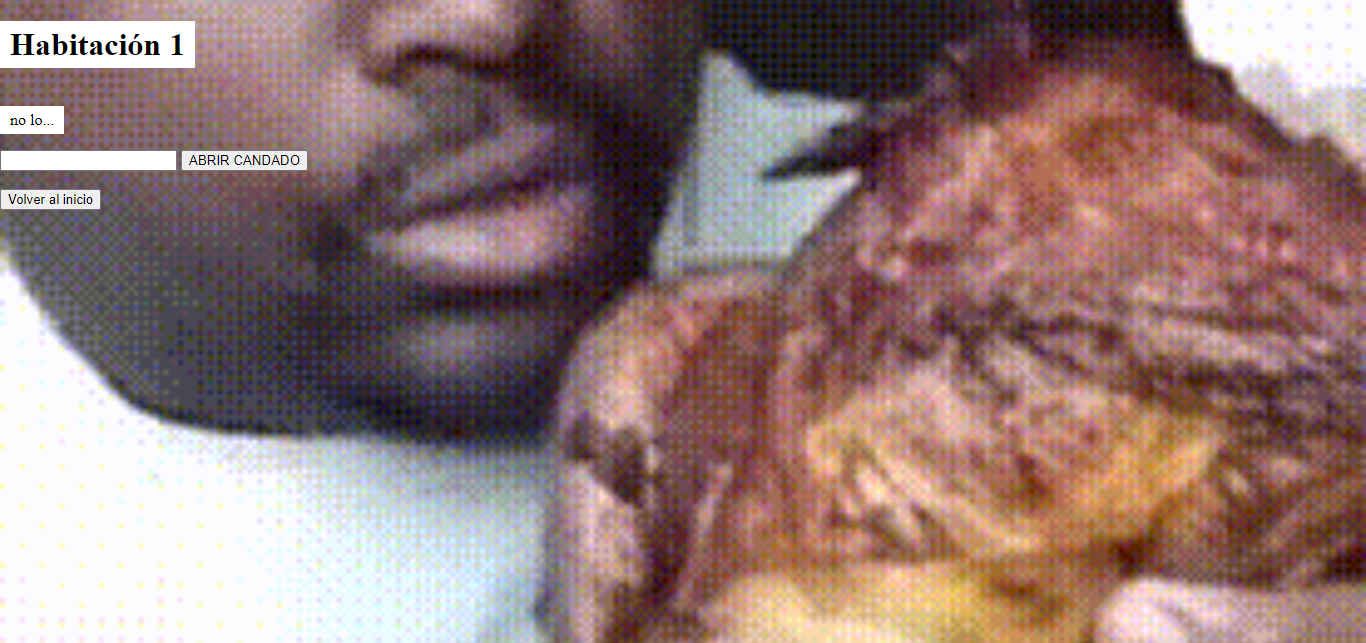 Habitación 1
no lo...
ABRIR CANDADO
Volver al inicio